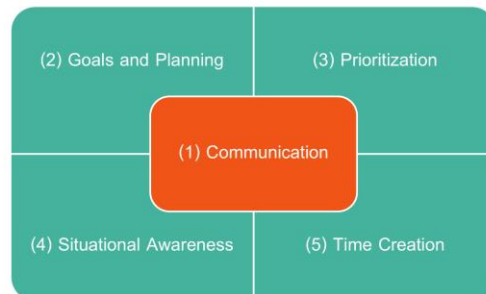 (2) Goals and Planning
(3) Prioritization
(1) Communication
(4) Situational Awareness
(5) Time Creation